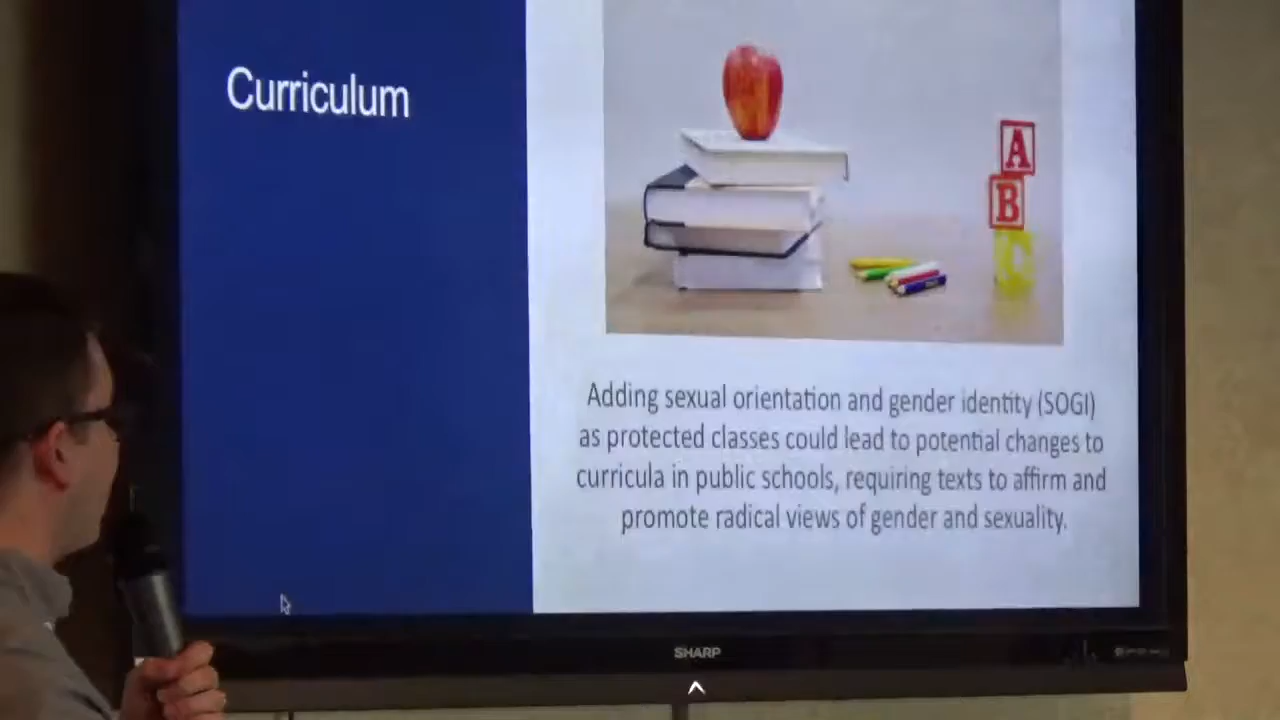 Curriculum
A
B
C
Adding sexual orientation and gender identity (SOGI)
as protected classes could lead to potential changes to
curricula in public schools, requiring texts to affirm and
promote radical views of gender and sexuality.
SHARP